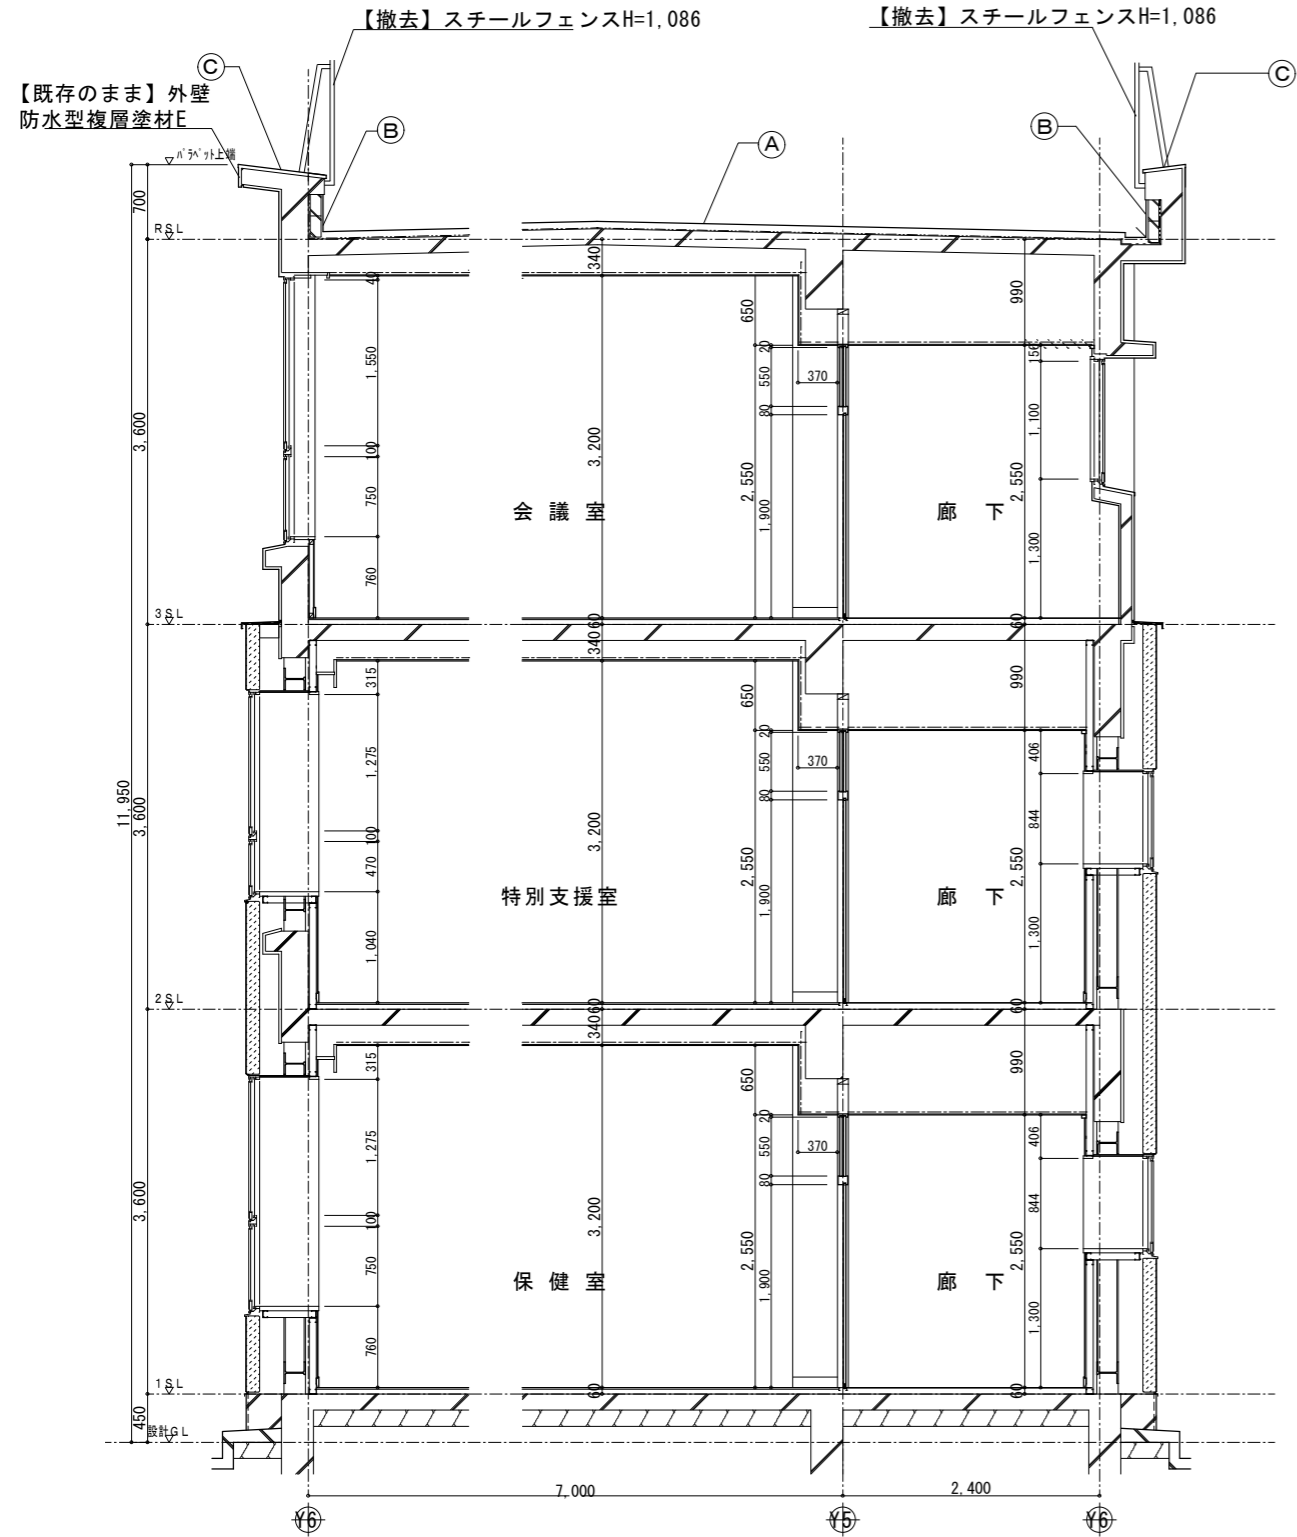 【撤去】スチールフェンスH=1,086
【撤去】スチールフェンスH=1,086
C
C
【既存のまま】外壁
防水型複層塗材E
B
B
A
パラペット上端
700
RSL
340
40
990
650
20
156
1,550
550
370
80
1,100
3,600
100
3,200
2,550
2,550
750
1,900
会議室
廊下
1,300
760
3SL
60
60
340
315
650
990
20
406
1,275
550
370
80
844
11,950
3,600
100
3,200
2,550
2,550
470
1,900
特別支援室
廊下
1,040
1,300
2SL
60
60
340
315
650
990
20
406
1,275
550
370
80
844
3,600
100
3,200
2,550
2,550
750
1,900
保健室
廊下
1,300
760
1SL
60
60
450
設計GL
7,000
2,400
Y6
Y5
Y6